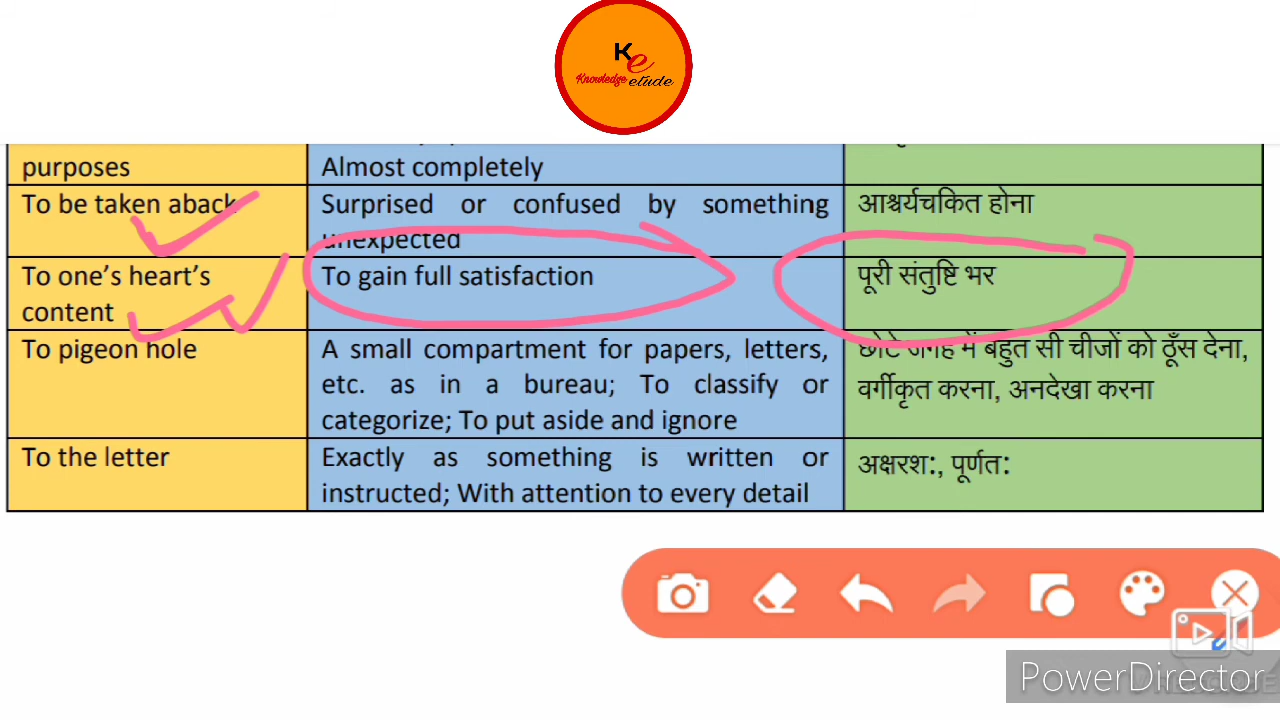 Ke
Knowledge etude
purposes
Almost completely
To be taken aback
Surprised or confused by something
unexpected
आश्चर्यचकित होना
To one's heart's
content
To gain full satisfaction
पूरी संतुष्टि भर
To pigeon hole
A small compartment for papers, letters,
etc. as in a bureau; To classify or
categorize; To put aside and ignore
छोटे जगह में बहुत सी चीजों को ठूँस देना,
वर्गीकृत करना, अनदेखा करना
To the letter
Exactly as something is written or
instructed; With attention to every detail
अक्षरश:, पूर्णत:
PowerDirector